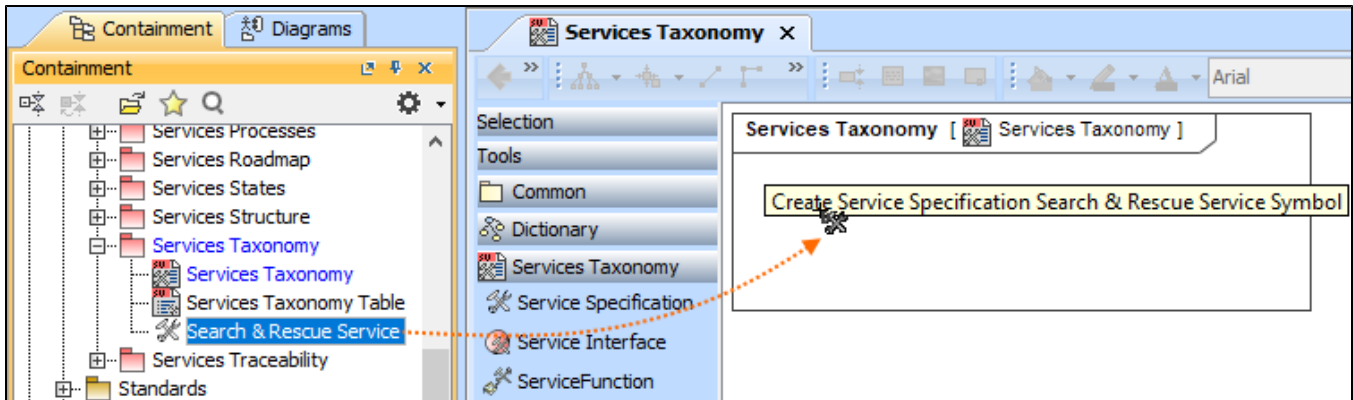 Containment
Diagrams
Containment
Services Processes
Services Roadmap
Services States
Services Structure
Services Taxonomy
Services Taxonomy
Services Taxonomy Table
Search & Rescue Service
Services Traceability
Standards
Services Taxonomy
Arial
Selection
Tools
Common
Dictionary
Services Taxonomy
Service Specification
Service Interface
ServiceFunction
Services Taxonomy [ Services Taxonomy ]
Create Service Specification Search & Rescue Service Symbol